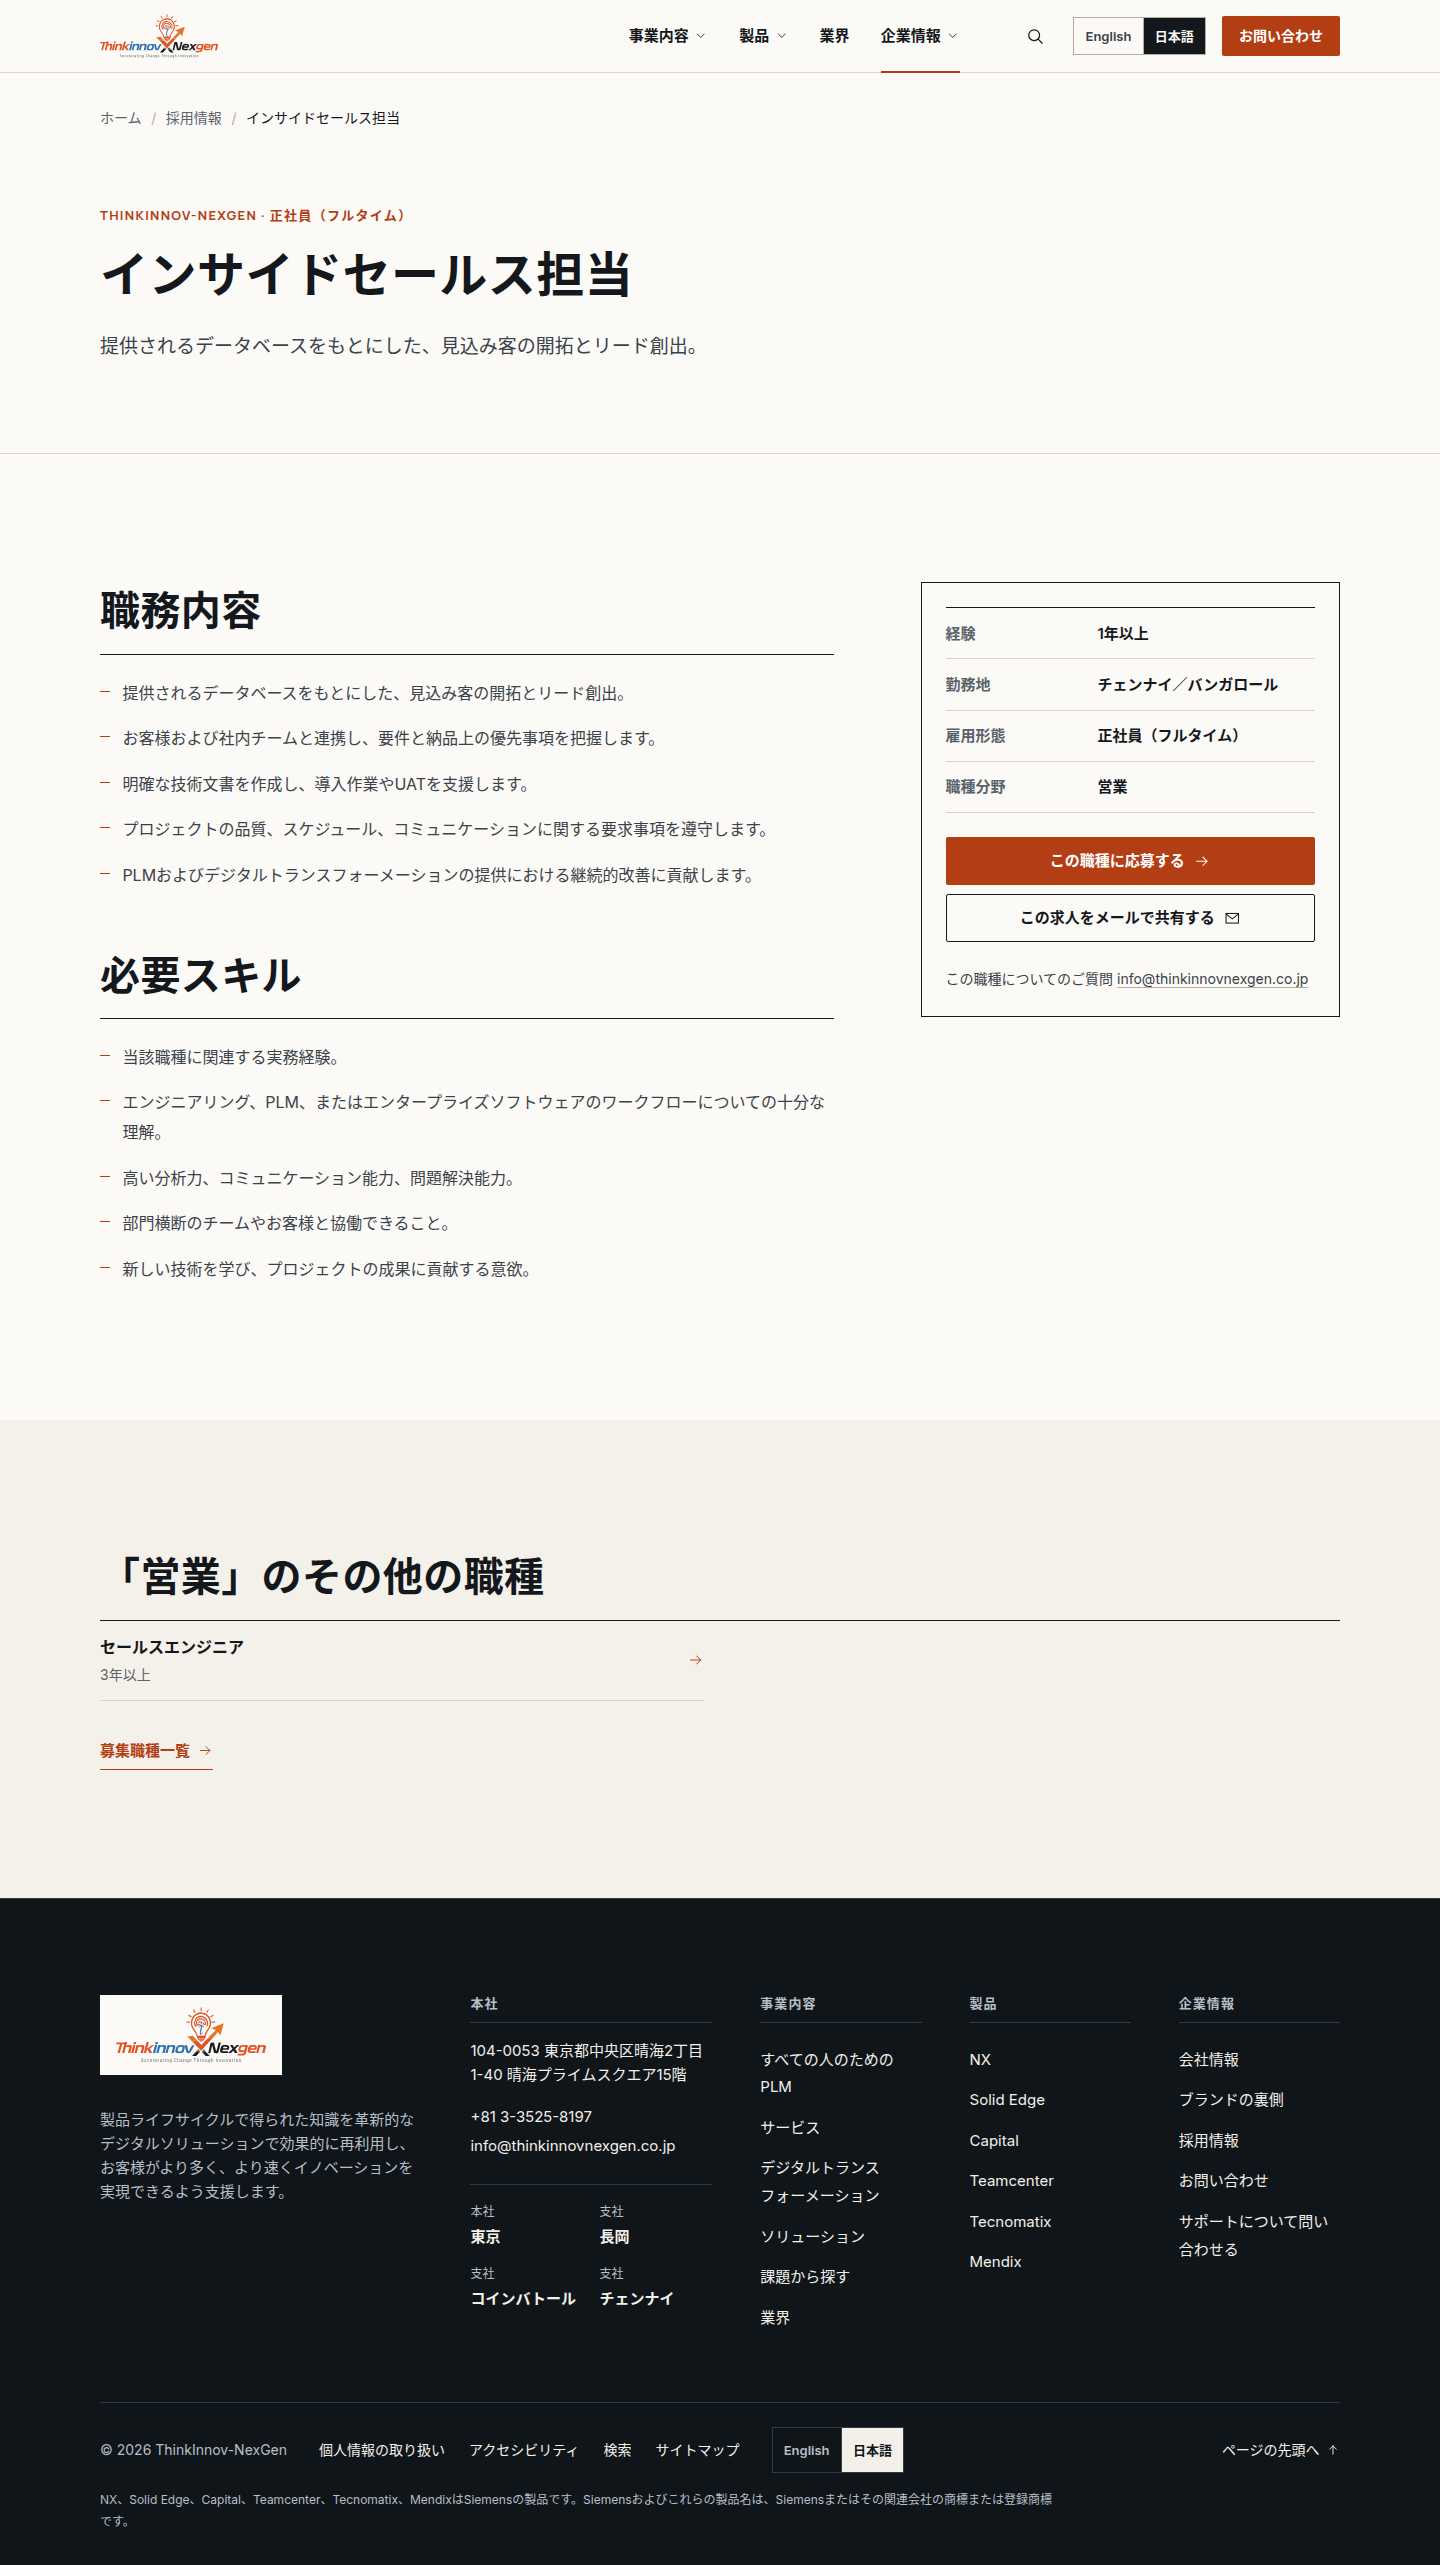 ThinkinnovXNexgen
Accelerating Change Through Innovation
事業内容
製品
業界
企業情報
English
日本語
お問い合わせ
ホーム / 採用情報 / インサイドセールス担当
THINKINNOV-NEXGEN · 正社員（フルタイム）
インサイドセールス担当
提供されるデータベースをもとにした、見込み客の開拓とリード創出。
職務内容
提供されるデータベースをもとにした、見込み客の開拓とリード創出。
お客様および社内チームと連携し、要件と納品上の優先事項を把握します。
明確な技術文書を作成し、導入作業やUATを支援します。
プロジェクトの品質、スケジュール、コミュニケーションに関する要求事項を遵守します。
PLMおよびデジタルトランスフォーメーションの提供における継続的改善に貢献します。
必要スキル
当該職種に関連する実務経験。
エンジニアリング、PLM、またはエンタープライズソフトウェアのワークフローについての十分な
理解。
高い分析力、コミュニケーション能力、問題解決能力。
部門横断のチームやお客様と協働できること。
新しい技術を学び、プロジェクトの成果に貢献する意欲。
経験 1年以上
勤務地 チェンナイ／バンガロール
雇用形態 正社員（フルタイム）
職種分野 営業
この職種に応募する →
この求人をメールで共有する
この職種についてのご質問 info@thinkinnovnexgen.co.jp
「営業」のその他の職種
セールスエンジニア
3年以上
→
募集職種一覧 →
ThinkinnovXNexgen
Accelerating Change Through Innovation
製品ライフサイクルで得られた知識を革新的な
デジタルソリューションで効果的に再利用し、
お客様がより多く、より速くイノベーションを
実現できるよう支援します。
本社
104-0053 東京都中央区晴海2丁目
1-40 晴海プライムスクエア15階
+81 3-3525-8197
info@thinkinnovnexgen.co.jp
本社
東京
支社
長岡
支社
コインバトール
支社
チェンナイ
事業内容
すべての人のための
PLM
サービス
デジタルトランス
フォーメーション
ソリューション
課題から探す
業界
製品
NX
Solid Edge
Capital
Teamcenter
Tecnomatix
Mendix
企業情報
会社情報
ブランドの裏側
採用情報
お問い合わせ
サポートについて問い
合わせる
© 2026 ThinkInnov-NexGen
個人情報の取り扱い
アクセシビリティ
検索
サイトマップ
English
日本語
ページの先頭へ ↑
NX、Solid Edge、Capital、Teamcenter、Tecnomatix、MendixはSiemensの製品です。Siemensおよびこれらの製品名は、Siemensまたはその関連会社の商標または登録商標
です。